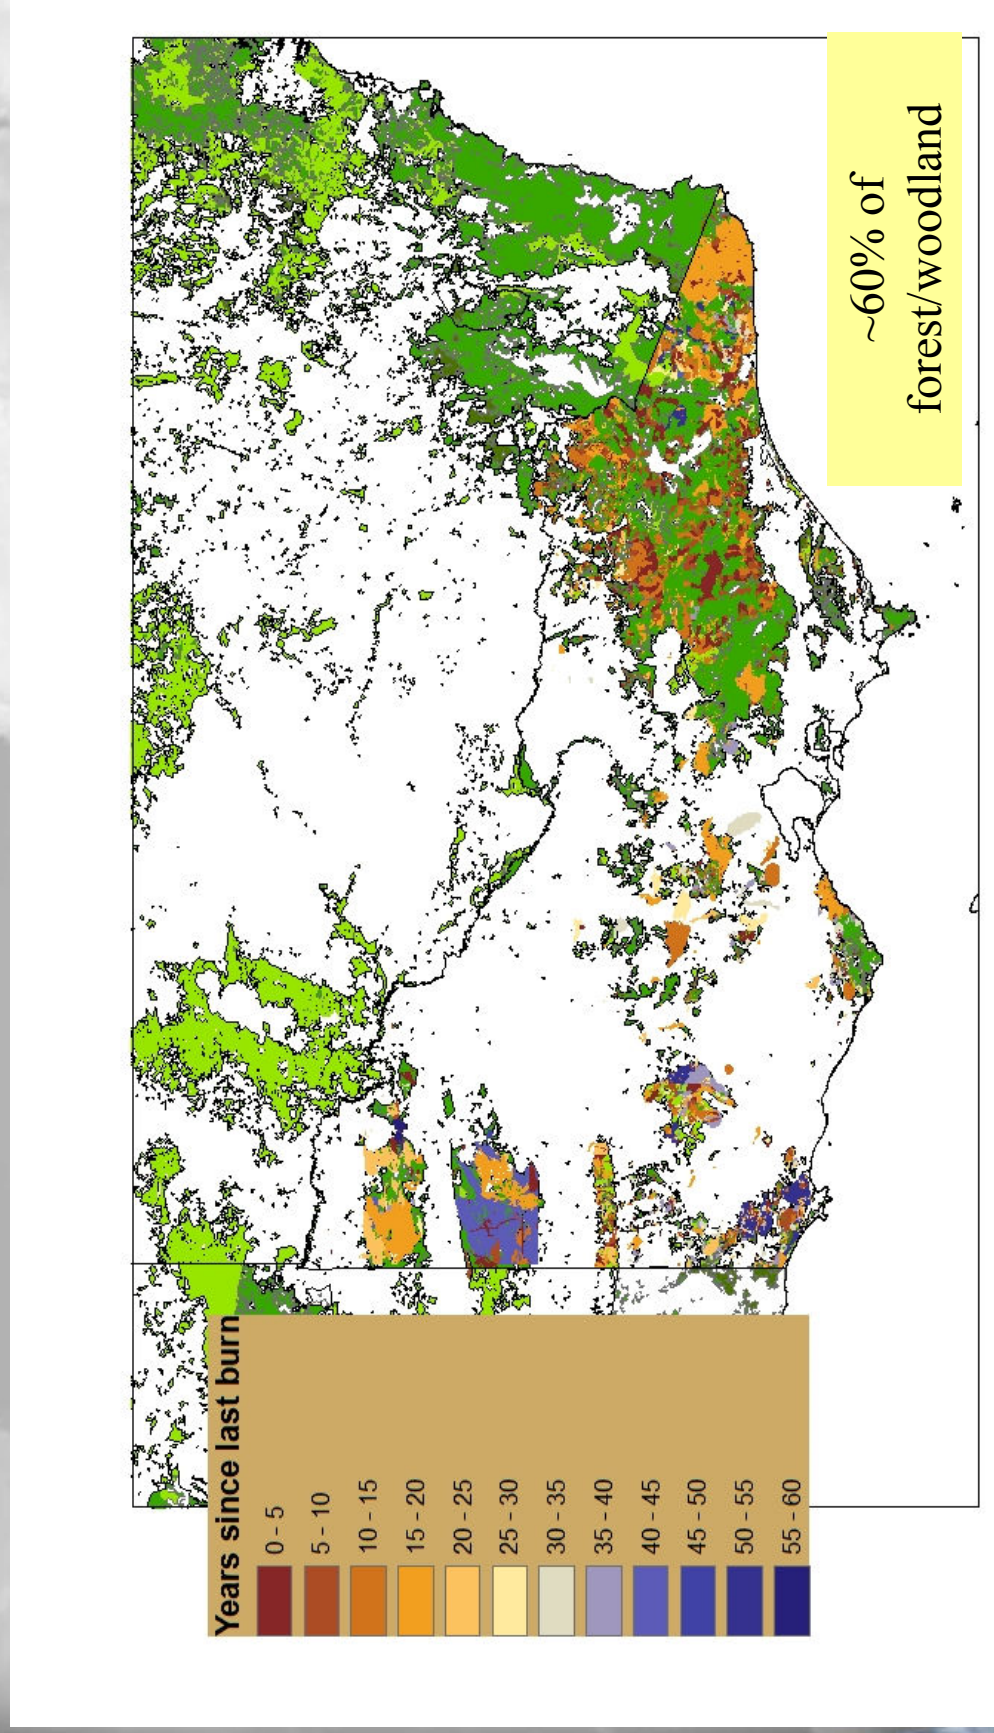 Years since last burn
0 - 5
5 - 10
10 - 15
15 - 20
20 - 25
25 - 30
30 - 35
35 - 40
40 - 45
45 - 50
50 - 55
55 - 60
~60% of
forest/woodland